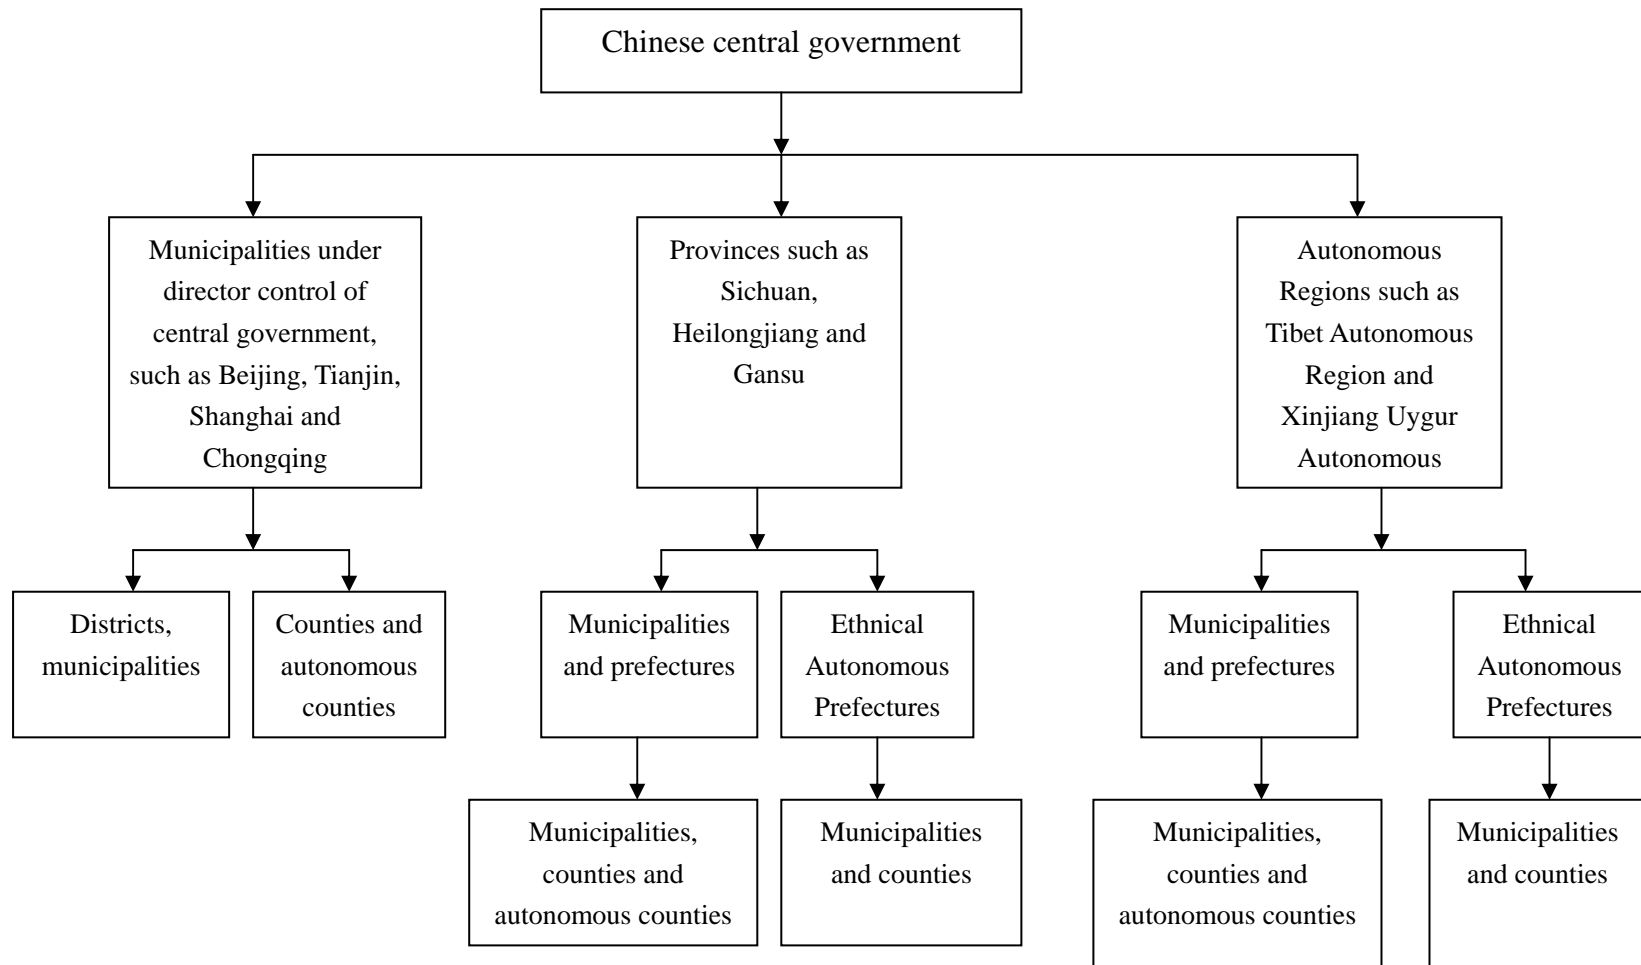 Chinese central government
Municipalities under
director control of
central government,
such as Beijing, Tianjin,
Shanghai and
Chongqing
Provinces such as
Sichuan,
Heilongjiang and
Gansu
Autonomous
Regions such as
Tibet Autonomous
Region and
Xinjiang Uygur
Autonomous
Districts,
municipalities
Counties and
autonomous
counties
Municipalities
and prefectures
Ethnical
Autonomous
Prefectures
Municipalities
and prefectures
Ethnical
Autonomous
Prefectures
Municipalities,
counties and
autonomous counties
Municipalities
and counties
Municipalities,
counties and
autonomous counties
Municipalities
and counties